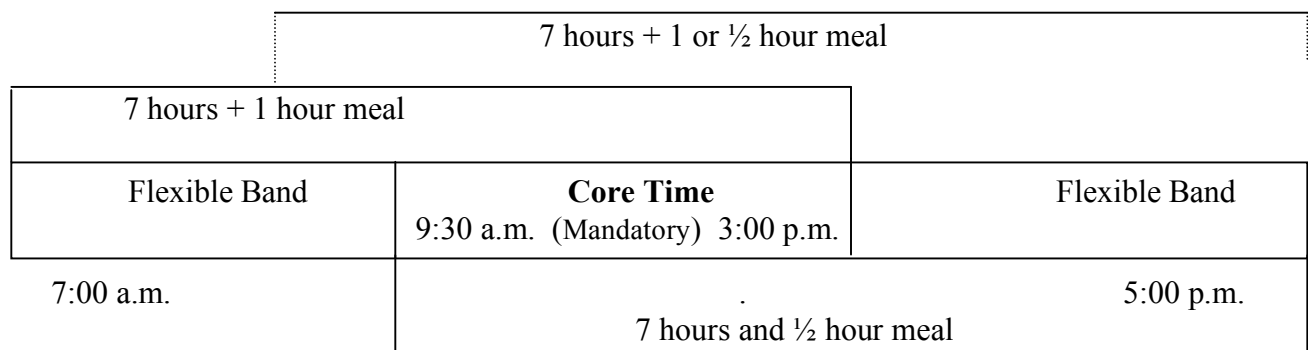 7 hours + 1 or ½ hour meal
7 hours + 1 hour meal
Flexible Band Core Time Flexible Band
9:30 a.m. (Mandatory) 3:00 p.m.
7:00 a.m. . 5:00 p.m.
7 hours and ½ hour meal